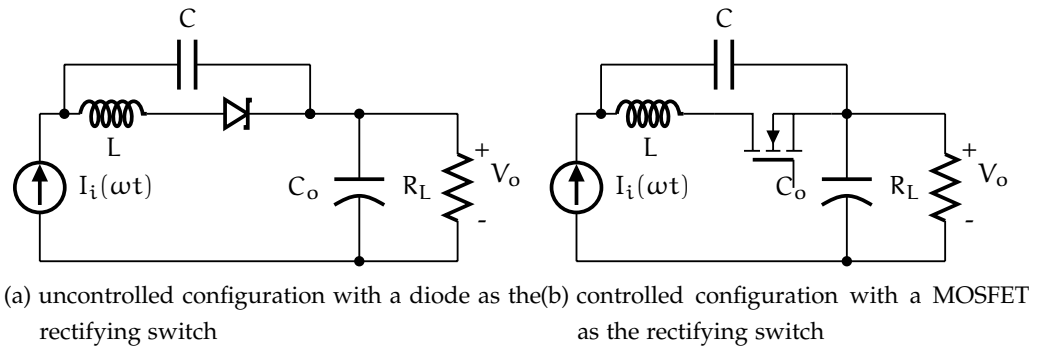 C
L
I_i(ωt)
C_o
R_L
+
V_o
-
C
L
I_i(ωt)
C_o
R_L
+
V_o
-
(a) uncontrolled configuration with a diode as the
rectifying switch
(b) controlled configuration with a MOSFET
as the rectifying switch